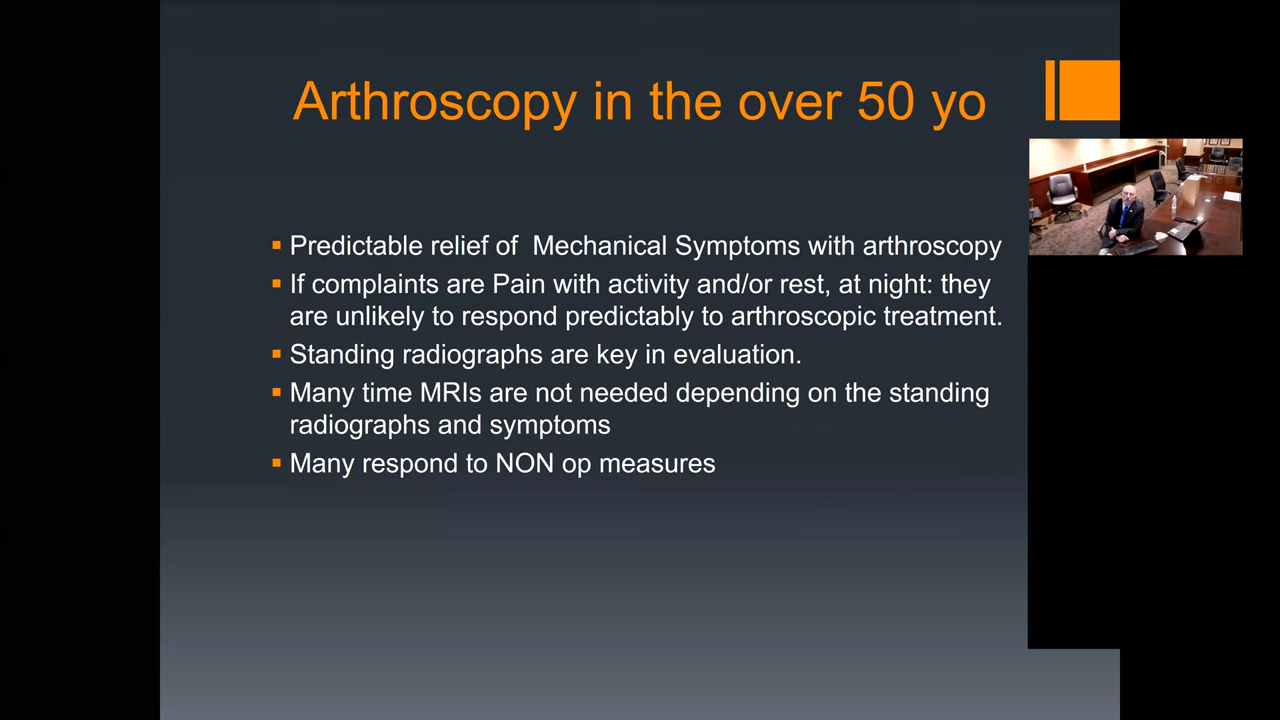 Arthroscopy in the over 50 yo
Predictable relief of  Mechanical Symptoms with arthroscopy
If complaints are Pain with activity and/or rest, at night: they
are unlikely to respond predictably to arthroscopic treatment.
Standing radiographs are key in evaluation.
Many time MRIs are not needed depending on the standing
radiographs and symptoms
Many respond to NON op measures